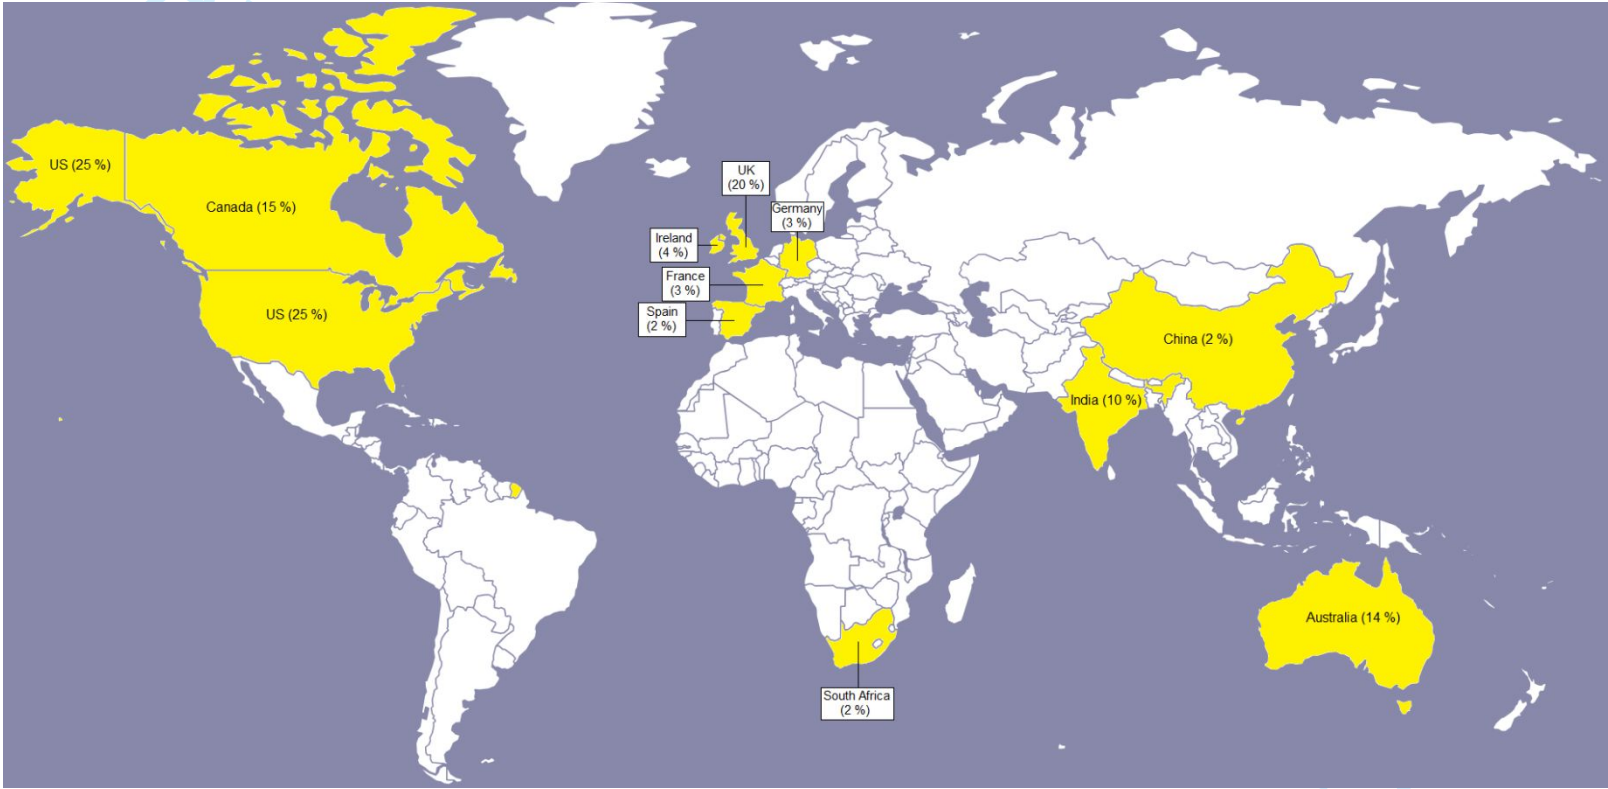 US (25 %)
Canada (15 %)
US (25 %)
UK
(20 %)
Germany
(3 %)
Ireland
(4 %)
France
(3 %)
Spain
(2 %)
China (2 %)
India (10 %)
Australia (14 %)
South Africa
(2 %)